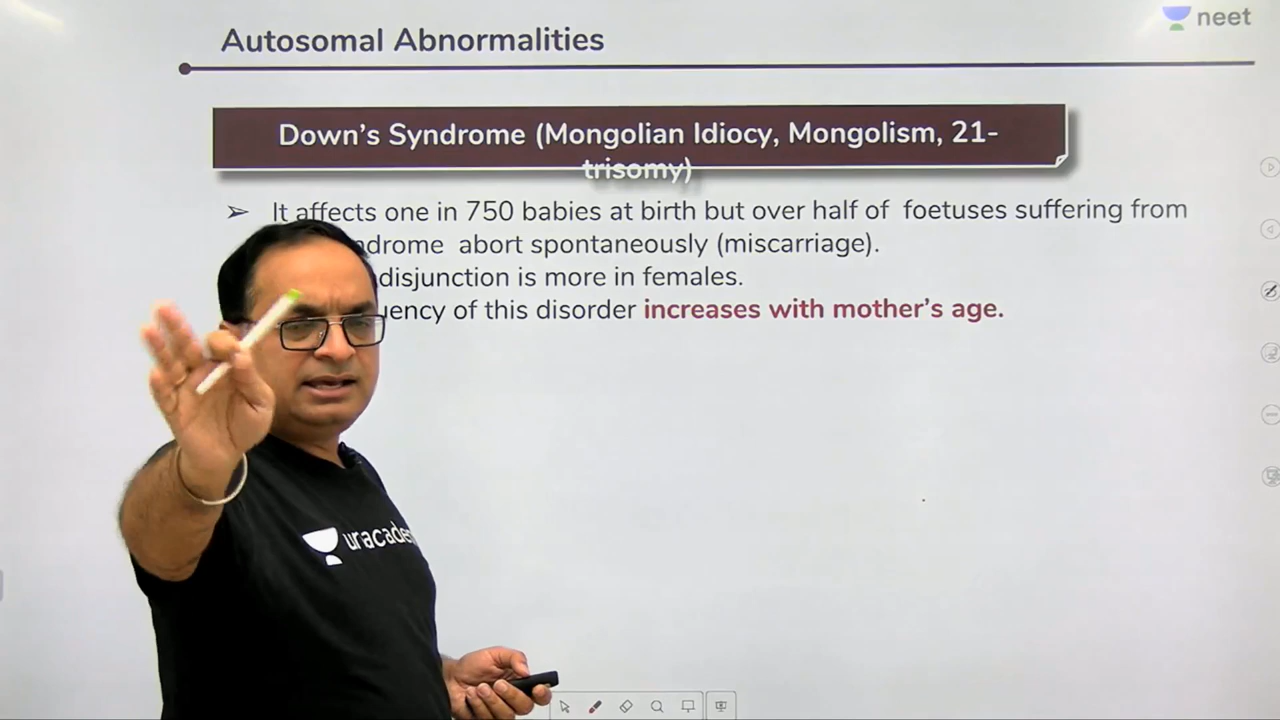 neet
Autosomal Abnormalities
Down's Syndrome (Mongolian Idiocy, Mongolism, 21-
trisomy)
➢ It affects one in 750 babies at birth but over half of foetuses suffering from
abort spontaneously (miscarriage).
disjunction is more in females.
of this disorder increases with mother's age.